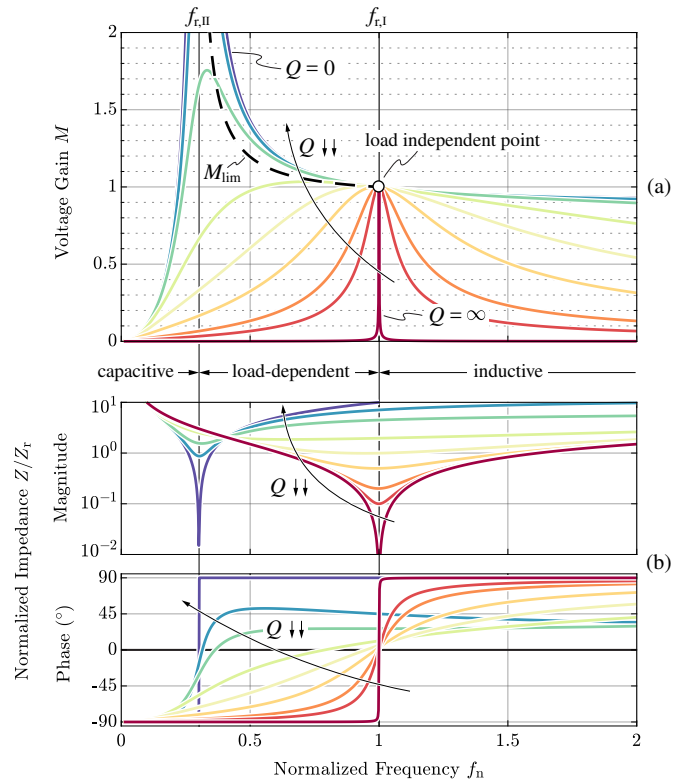 f_r,II f_r,I
2
Q = 0
1.5
Q ↓↓
load independent point
M_lim
1
(a)
Voltage Gain M
0.5
Q = ∞
0
capacitive load-dependent inductive
10^1
10^0
Q ↓↓
10^-1
10^-2
Magnitude
Normalized Impedance Z/Z_r
(b)
90
45
Q ↓↓
0
-45
-90
Phase (°)
0 0.5 1 1.5 2
Normalized Frequency f_n